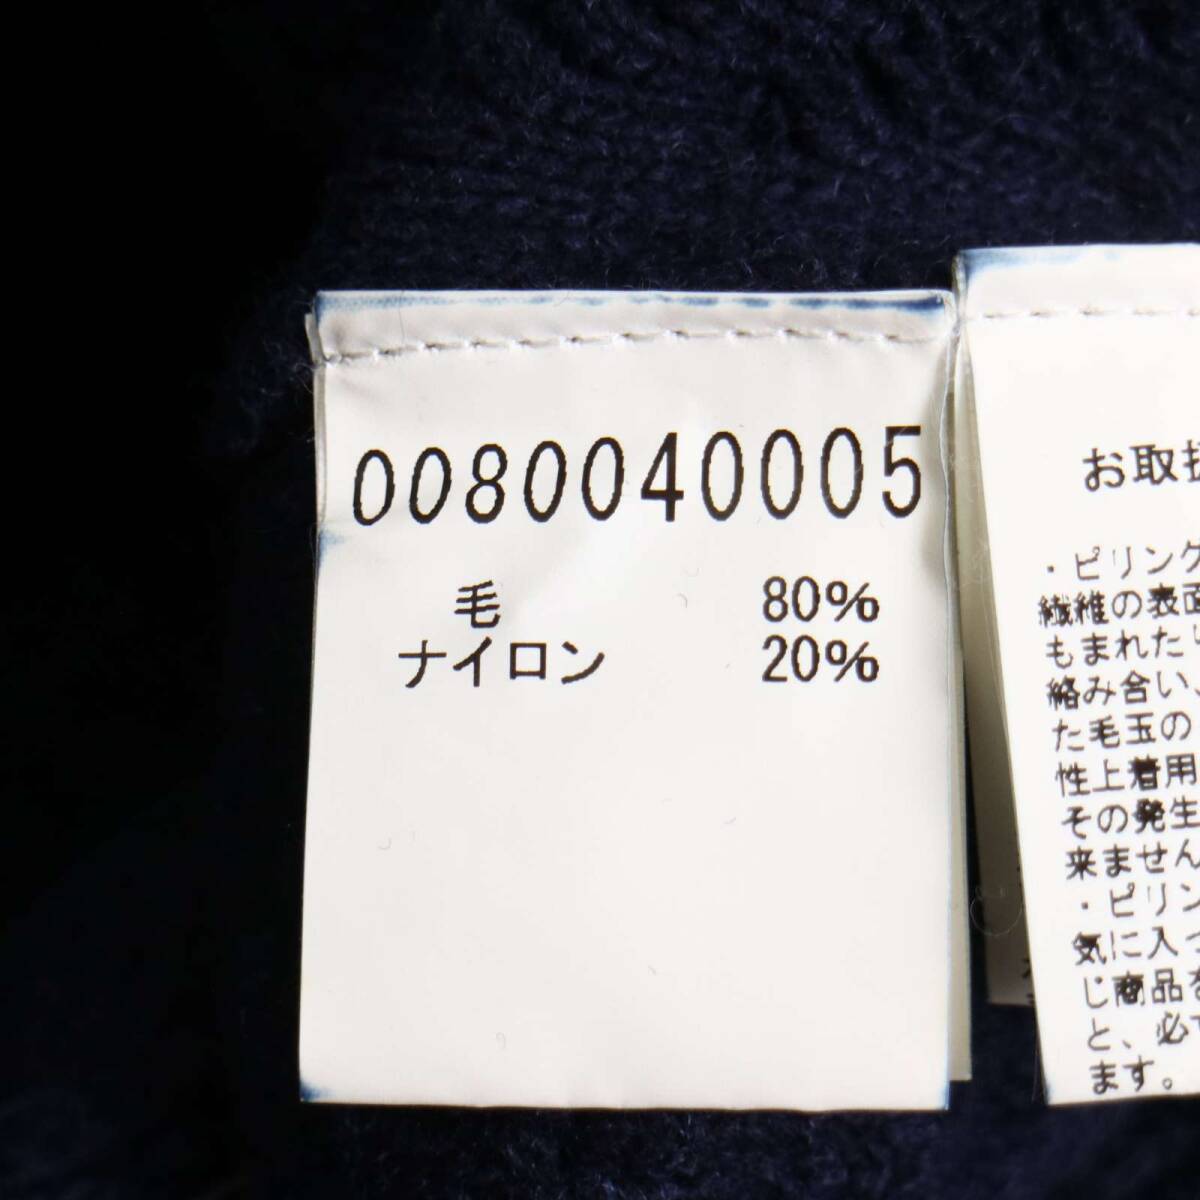 0080040005
毛 80%
ナイロン 20%
お取扱
・ピリング
繊維の表面
もまれたり
絡み合い、
た毛玉の
性上着用
その発生
来ません
・ピリン
気に入っ
じ商品を
と、必ず
ます。